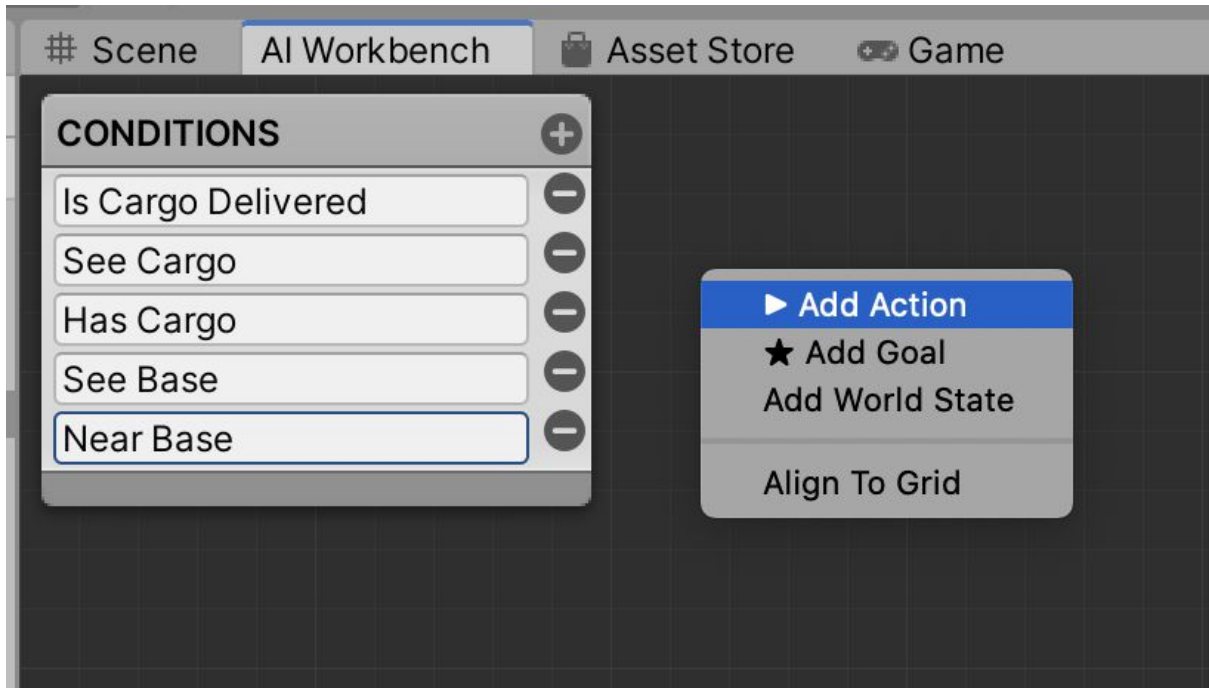 Scene AI Workbench Asset Store Game
CONDITIONS
Is Cargo Delivered
See Cargo
Has Cargo
See Base
Near Base
Add Action
Add Goal
Add World State
Align To Grid